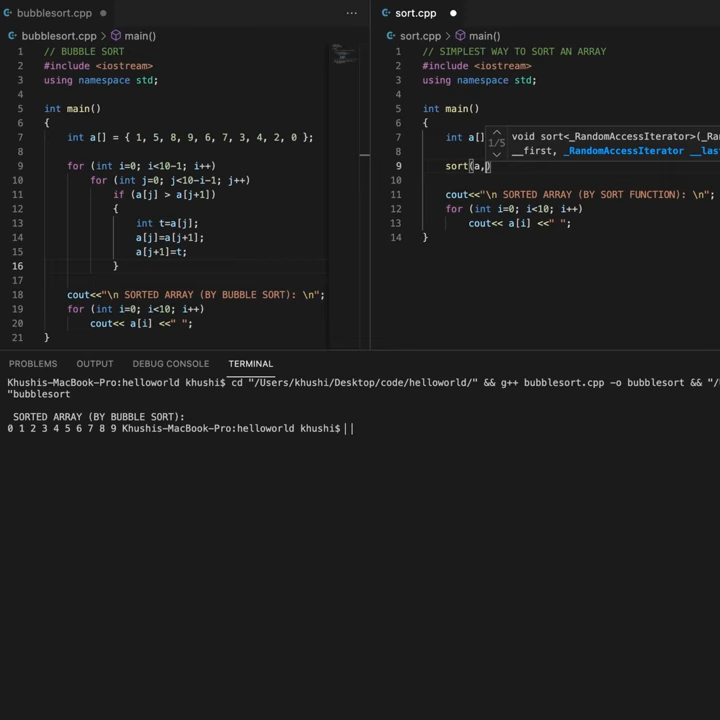 bubblesort.cpp
bubblesort.cpp > main()
1 // BUBBLE SORT
2 #include <iostream>
3 using namespace std;
4
5 int main()
6 {
7 int a[] = { 1, 5, 8, 9, 6, 7, 3, 4, 2, 0 };
8
9 for (int i=0; i<10-1; i++)
10 for (int j=0; j<10-i-1; j++)
11 if (a[j] > a[j+1])
12 {
13 int t=a[j];
14 a[j]=a[j+1];
15 a[j+1]=t;
16 }
17
18 cout<<"\n SORTED ARRAY (BY BUBBLE SORT): \n";
19 for (int i=0; i<10; i++)
20 cout<< a[i] <<" ";
21 }
sort.cpp
sort.cpp > main()
1 // SIMPLEST WAY TO SORT AN ARRAY
2 #include <iostream>
3 using namespace std;
4
5 int main()
6 {
7 int a[]
8
1/5 void sort<_RandomAccessIterator>(_Ra
__first, _RandomAccessIterator __las
9 sort(a,)
10
11 cout<<"\n SORTED ARRAY (BY SORT FUNCTION): \n";
12 for (int i=0; i<10; i++)
13 cout<< a[i] <<" ";
14 }
PROBLEMS OUTPUT DEBUG CONSOLE TERMINAL
Khushis-MacBook-Pro:helloworld khushi$ cd "/Users/khushi/Desktop/code/helloworld/" && g++ bubblesort.cpp -o bubblesort && "/
"bubblesort
SORTED ARRAY (BY BUBBLE SORT):
0 1 2 3 4 5 6 7 8 9 Khushis-MacBook-Pro:helloworld khushi$